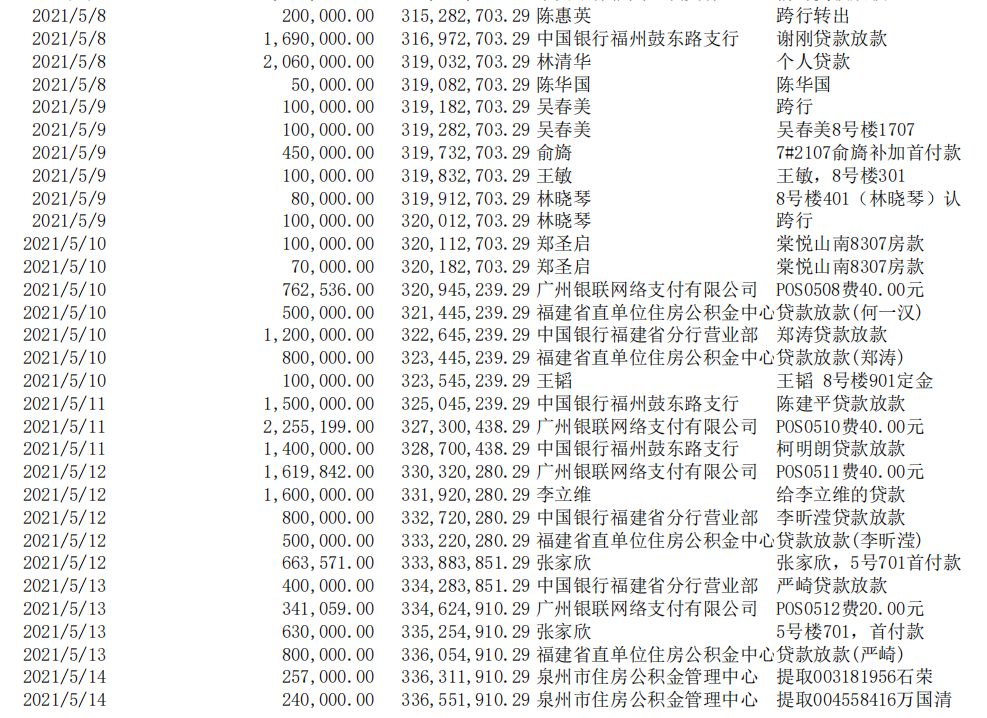 2021/5/8 200,000.00 315,282,703.29 陈惠英 跨行转出
2021/5/8 1,690,000.00 316,972,703.29 中国银行福州鼓东路支行 谢刚贷款放款
2021/5/8 2,060,000.00 319,032,703.29 林清华 个人贷款
2021/5/8 50,000.00 319,082,703.29 陈华国 陈华国
2021/5/9 100,000.00 319,182,703.29 吴春美 跨行
2021/5/9 100,000.00 319,282,703.29 吴春美 吴春美8号楼1707
2021/5/9 450,000.00 319,732,703.29 俞旖 7#2107俞旖补加首付款
2021/5/9 100,000.00 319,832,703.29 王敏 王敏，8号楼301
2021/5/9 80,000.00 319,912,703.29 林晓琴 8号楼401（林晓琴）认
2021/5/9 100,000.00 320,012,703.29 林晓琴 跨行
2021/5/10 100,000.00 320,112,703.29 郑圣启 棠悦山南8307房款
2021/5/10 70,000.00 320,182,703.29 郑圣启 棠悦山南8307房款
2021/5/10 762,536.00 320,945,239.29 广州银联网络支付有限公司 POS0508费40.00元
2021/5/10 500,000.00 321,445,239.29 福建省直单位住房公积金中心 贷款放款(何一汉)
2021/5/10 1,200,000.00 322,645,239.29 中国银行福建省分行营业部 郑涛贷款放款
2021/5/10 800,000.00 323,445,239.29 福建省直单位住房公积金中心 贷款放款(郑涛)
2021/5/10 100,000.00 323,545,239.29 王韬 王韬 8号楼901定金
2021/5/11 1,500,000.00 325,045,239.29 中国银行福州鼓东路支行 陈建平贷款放款
2021/5/11 2,255,199.00 327,300,438.29 广州银联网络支付有限公司 POS0510费40.00元
2021/5/11 1,400,000.00 328,700,438.29 中国银行福州鼓东路支行 柯明朗贷款放款
2021/5/12 1,619,842.00 330,320,280.29 广州银联网络支付有限公司 POS0511费40.00元
2021/5/12 1,600,000.00 331,920,280.29 李立维 给李立维的贷款
2021/5/12 800,000.00 332,720,280.29 中国银行福建省分行营业部 李昕滢贷款放款
2021/5/12 500,000.00 333,220,280.29 福建省直单位住房公积金中心 贷款放款(李昕滢)
2021/5/12 663,571.00 333,883,851.29 张家欣 张家欣，5号701首付款
2021/5/13 400,000.00 334,283,851.29 中国银行福建省分行营业部 严崎贷款放款
2021/5/13 341,059.00 334,624,910.29 广州银联网络支付有限公司 POS0512费20.00元
2021/5/13 630,000.00 335,254,910.29 张家欣 5号楼701，首付款
2021/5/13 800,000.00 336,054,910.29 福建省直单位住房公积金中心 贷款放款(严崎)
2021/5/14 257,000.00 336,311,910.29 泉州市住房公积金管理中心 提取003181956石荣
2021/5/14 240,000.00 336,551,910.29 泉州市住房公积金管理中心 提取004558416万国清